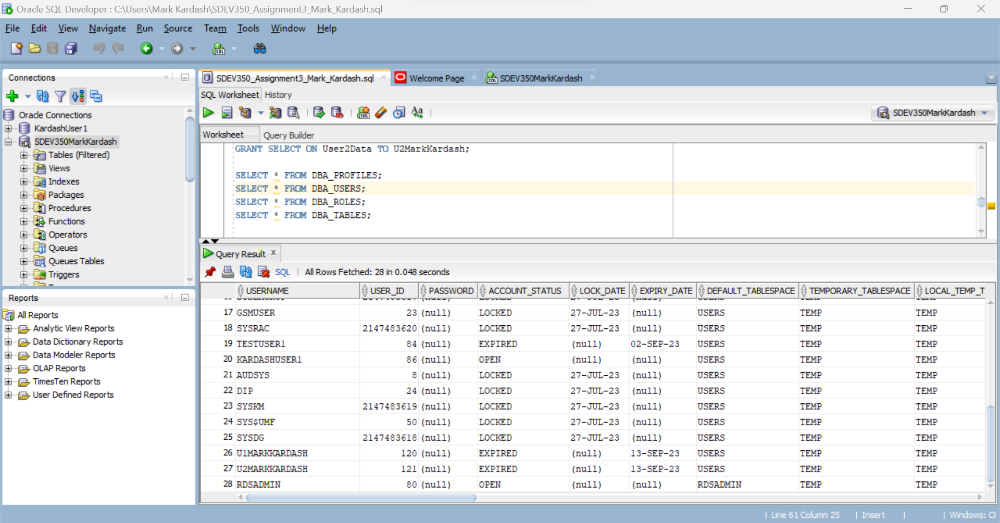 Oracle SQL Developer : C:\Users\Mark Kardash\SDEV350_Assignment3_Mark_Kardash.sql
File Edit View Navigate Run Source Team Tools Window Help
Connections
Oracle Connections
KardashUser1
SDEV350MarkKardash
Tables (Filtered)
Views
Indexes
Packages
Procedures
Functions
Operators
Queues
Queues Tables
Triggers
Reports
All Reports
Analytic View Reports
Data Dictionary Reports
Data Modeler Reports
OLAP Reports
TimesTen Reports
User Defined Reports
SDEV350_Assignment3_Mark_Kardash.sql Welcome Page SDEV350MarkKardash
SQL Worksheet History
SDEV350MarkKardash
Worksheet Query Builder
GRANT SELECT ON User2Data TO U2MarkKardash;
SELECT * FROM DBA_PROFILES;
SELECT * FROM DBA_USERS;
SELECT * FROM DBA_ROLES;
SELECT * FROM DBA_TABLES;
Query Result
SQL | All Rows Fetched: 28 in 0.048 seconds
USERNAME USER_ID PASSWORD ACCOUNT_STATUS LOCK_DATE EXPIRY_DATE DEFAULT_TABLESPACE TEMPORARY_TABLESPACE LOCAL_TEMP_T
17 GSMUSER 23 (null) LOCKED 27-JUL-23 (null) USERS TEMP TEMP
18 SYSRAC 2147483620 (null) LOCKED 27-JUL-23 (null) USERS TEMP TEMP
19 TESTUSER1 84 (null) EXPIRED (null) 02-SEP-23 USERS TEMP TEMP
20 KARDASHUSER1 86 (null) OPEN (null) (null) USERS TEMP TEMP
21 AUDSYS 8 (null) LOCKED 27-JUL-23 (null) USERS TEMP TEMP
22 DIP 24 (null) LOCKED 27-JUL-23 (null) USERS TEMP TEMP
23 SYSKM 2147483619 (null) LOCKED 27-JUL-23 (null) USERS TEMP TEMP
24 SYS$UMF 50 (null) LOCKED 27-JUL-23 (null) USERS TEMP TEMP
25 SYSDG 2147483618 (null) LOCKED 27-JUL-23 (null) USERS TEMP TEMP
26 U1MARKKARDASH 120 (null) EXPIRED (null) 13-SEP-23 USERS TEMP TEMP
27 U2MARKKARDASH 121 (null) EXPIRED (null) 13-SEP-23 USERS TEMP TEMP
28 RDSADMIN 80 (null) OPEN (null) (null) RDSADMIN TEMP TEMP
| Line 61 Column 25 | Insert | | Windows: CF